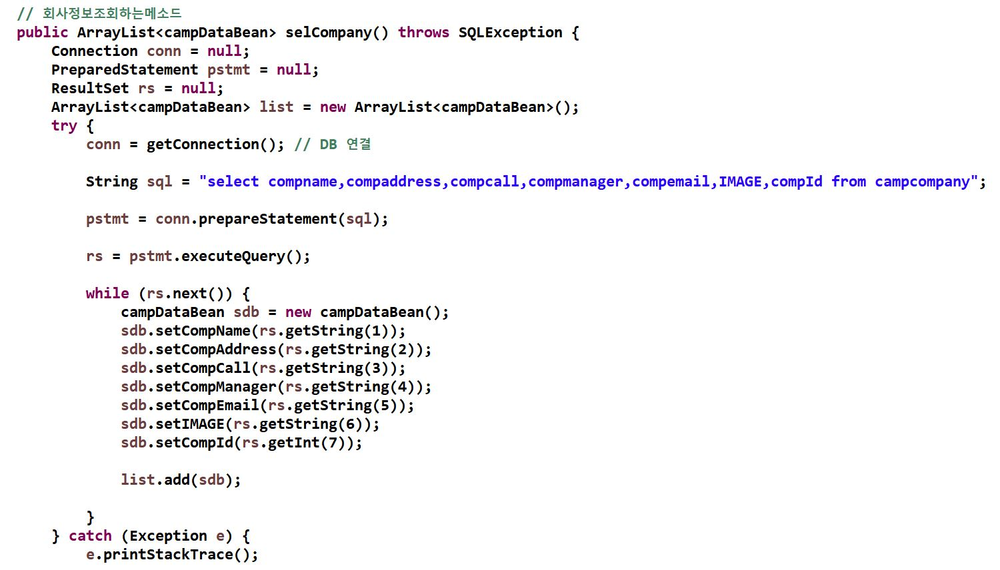 // 회사정보조회하는메소드
public ArrayList<campDataBean> selCompany() throws SQLException {
Connection conn = null;
PreparedStatement pstmt = null;
ResultSet rs = null;
ArrayList<campDataBean> list = new ArrayList<campDataBean>();
try {
conn = getConnection(); // DB 연결
String sql = "select compname,compaddress,compcall,compmanager,compemail,IMAGE,compId from campcompany";
pstmt = conn.prepareStatement(sql);
rs = pstmt.executeQuery();
while (rs.next()) {
campDataBean sdb = new campDataBean();
sdb.setCompName(rs.getString(1));
sdb.setCompAddress(rs.getString(2));
sdb.setCompCall(rs.getString(3));
sdb.setCompManager(rs.getString(4));
sdb.setCompEmail(rs.getString(5));
sdb.setIMAGE(rs.getString(6));
sdb.setCompId(rs.getInt(7));
list.add(sdb);
}
} catch (Exception e) {
e.printStackTrace();